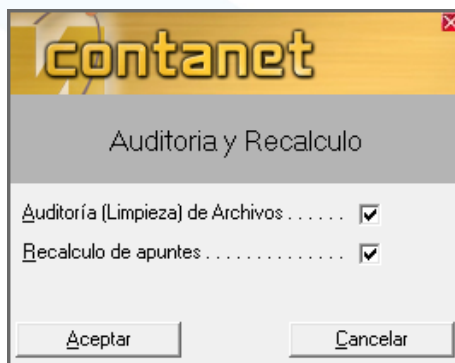 contanet
Auditoria y Recalculo
Auditoría (Limpieza) de Archivos . . . . . .
Recalculo de apuntes . . . . . . . . . . . . . .
Aceptar Cancelar